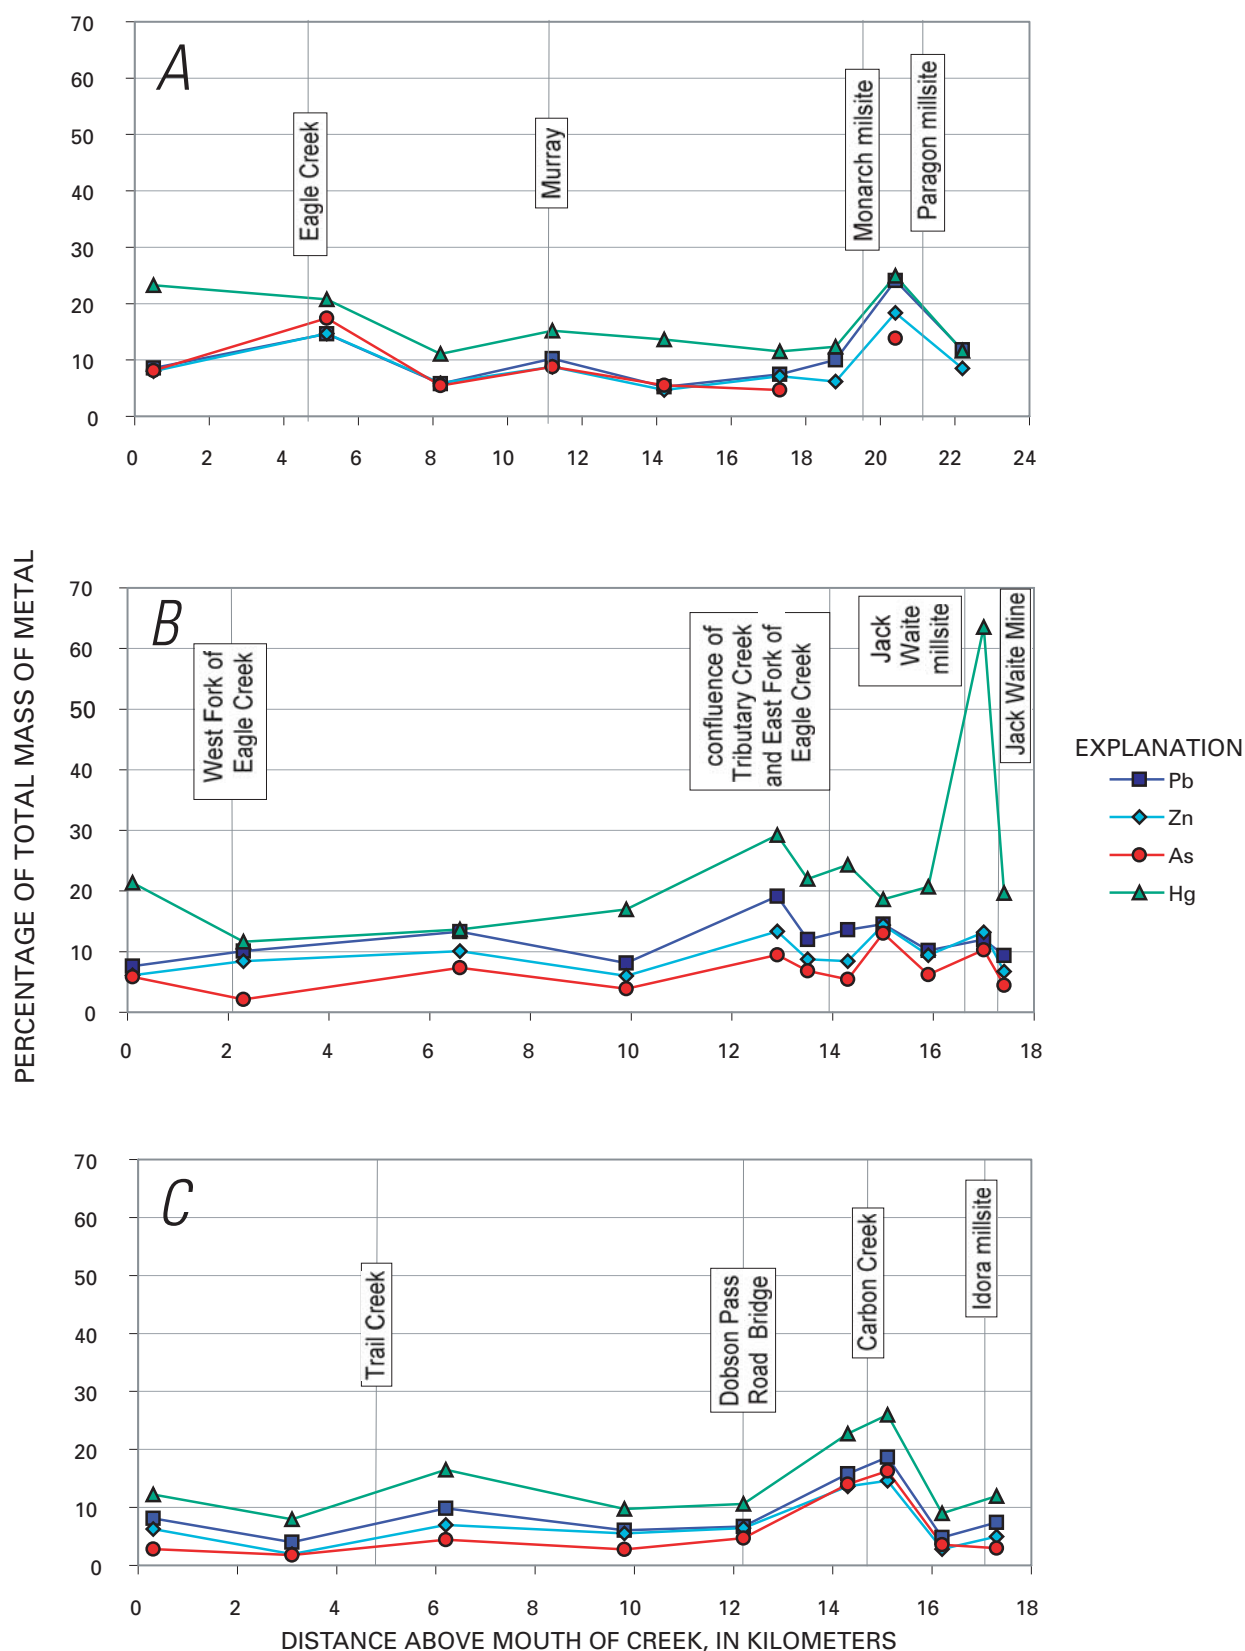 PERCENTAGE OF TOTAL MASS OF METAL
A
70
60
50
40
30
20
10
0
Eagle Creek
Murray
Monarch milsite
Paragon millsite
0 2 4 6 8 10 12 14 16 18 20 22 24
B
70
60
50
40
30
20
10
0
West Fork of
Eagle Creek
confluence of
Tributary Creek
and East Fork of
Eagle Creek
Jack
Waite
millsite
Jack Waite Mine
0 2 4 6 8 10 12 14 16 18
EXPLANATION
Pb
Zn
As
Hg
C
70
60
50
40
30
20
10
0
Trail Creek
Dobson Pass
Road Bridge
Carbon Creek
Idora millsite
0 2 4 6 8 10 12 14 16 18
DISTANCE ABOVE MOUTH OF CREEK, IN KILOMETERS